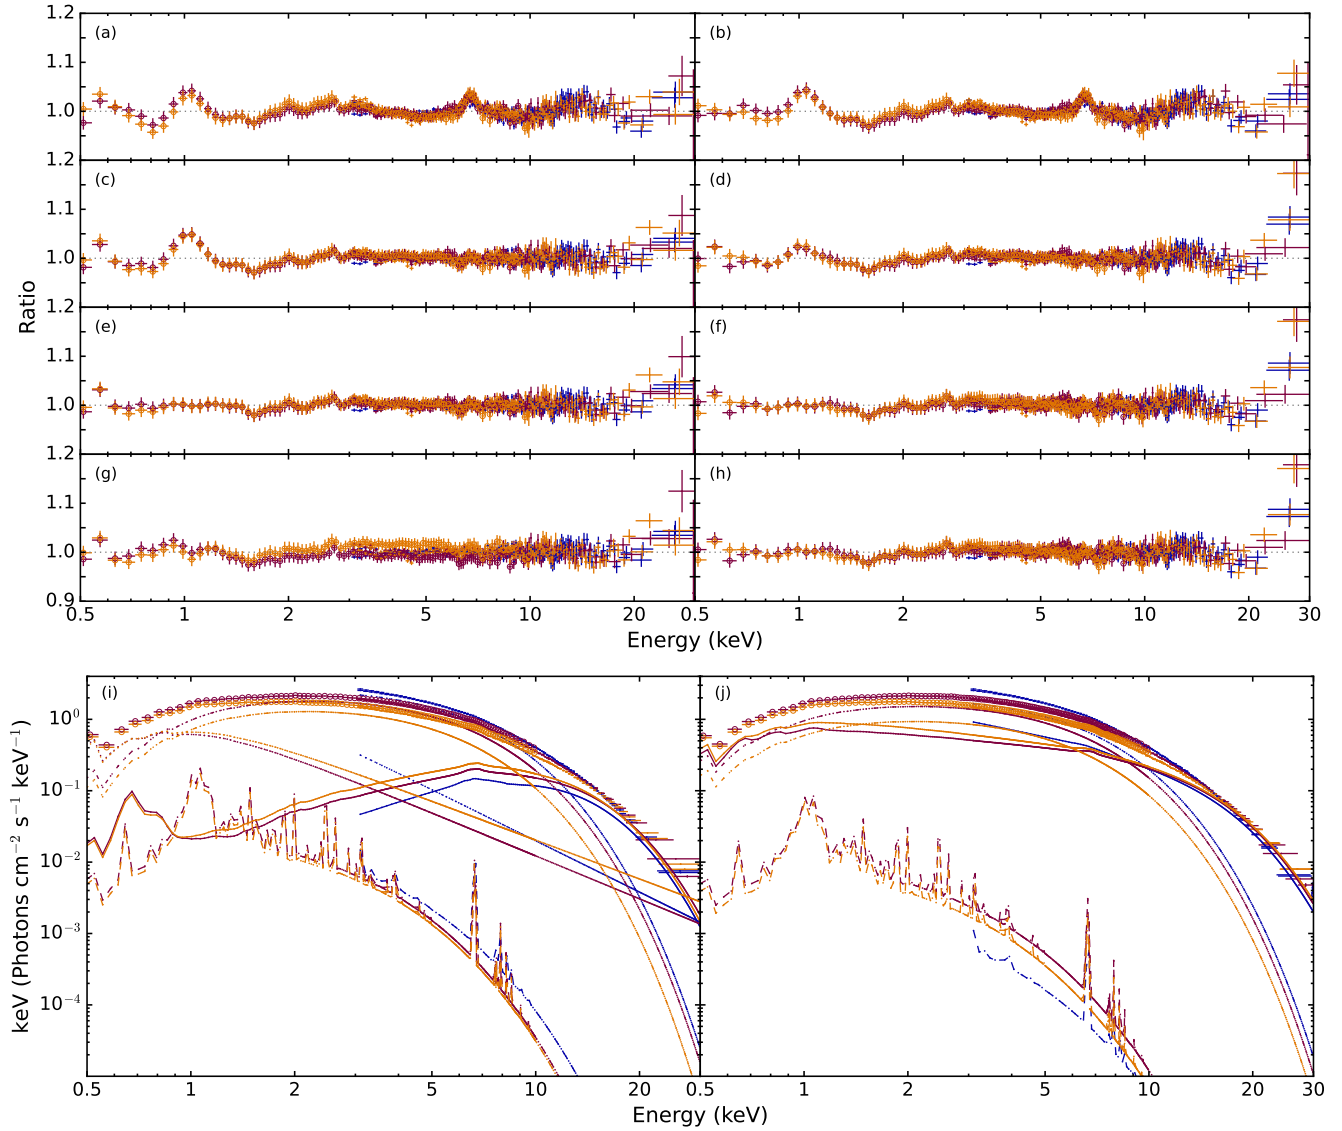 1.2 (a) (b)
1.1
1.0
1.2 (c) (d)
1.1
1.0
1.2 (e) (f)
1.1
1.0
1.2 (g) (h)
1.1
1.0
0.9
Ratio
0.5 1 2 5 10 20 0.5 1 2 5 10 20 30
Energy (keV)
(i) (j)
10⁰
10⁻¹
10⁻²
10⁻³
10⁻⁴
keV (Photons cm⁻² s⁻¹ keV⁻¹)
0.5 1 2 5 10 20 0.5 1 2 5 10 20 30
Energy (keV)